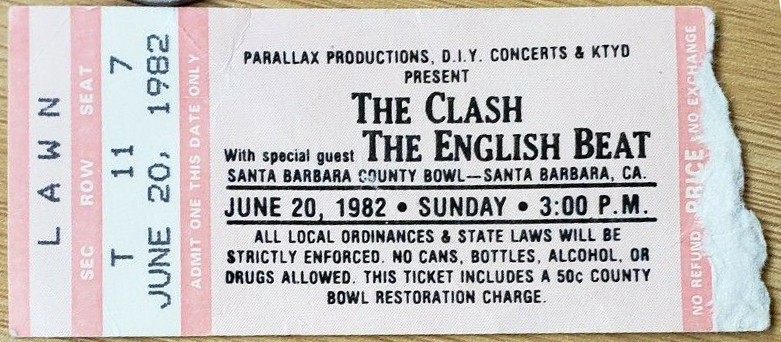 LAWN
SEC ROW SEAT
T 11 7
JUNE 20, 1982
ADMIT ONE THIS DATE ONLY
PARALLAX PRODUCTIONS, D.I.Y. CONCERTS & KTYD
PRESENT
THE CLASH
With special guest THE ENGLISH BEAT
SANTA BARBARA COUNTY BOWL—SANTA BARBARA, CA.
JUNE 20, 1982 • SUNDAY • 3:00 P.M.
ALL LOCAL ORDINANCES & STATE LAWS WILL BE
STRICTLY ENFORCED. NO CANS, BOTTLES, ALCOHOL, OR
DRUGS ALLOWED. THIS TICKET INCLUDES A 50c COUNTY
BOWL RESTORATION CHARGE.
NO REFUND PRICE NO EXCHANGE